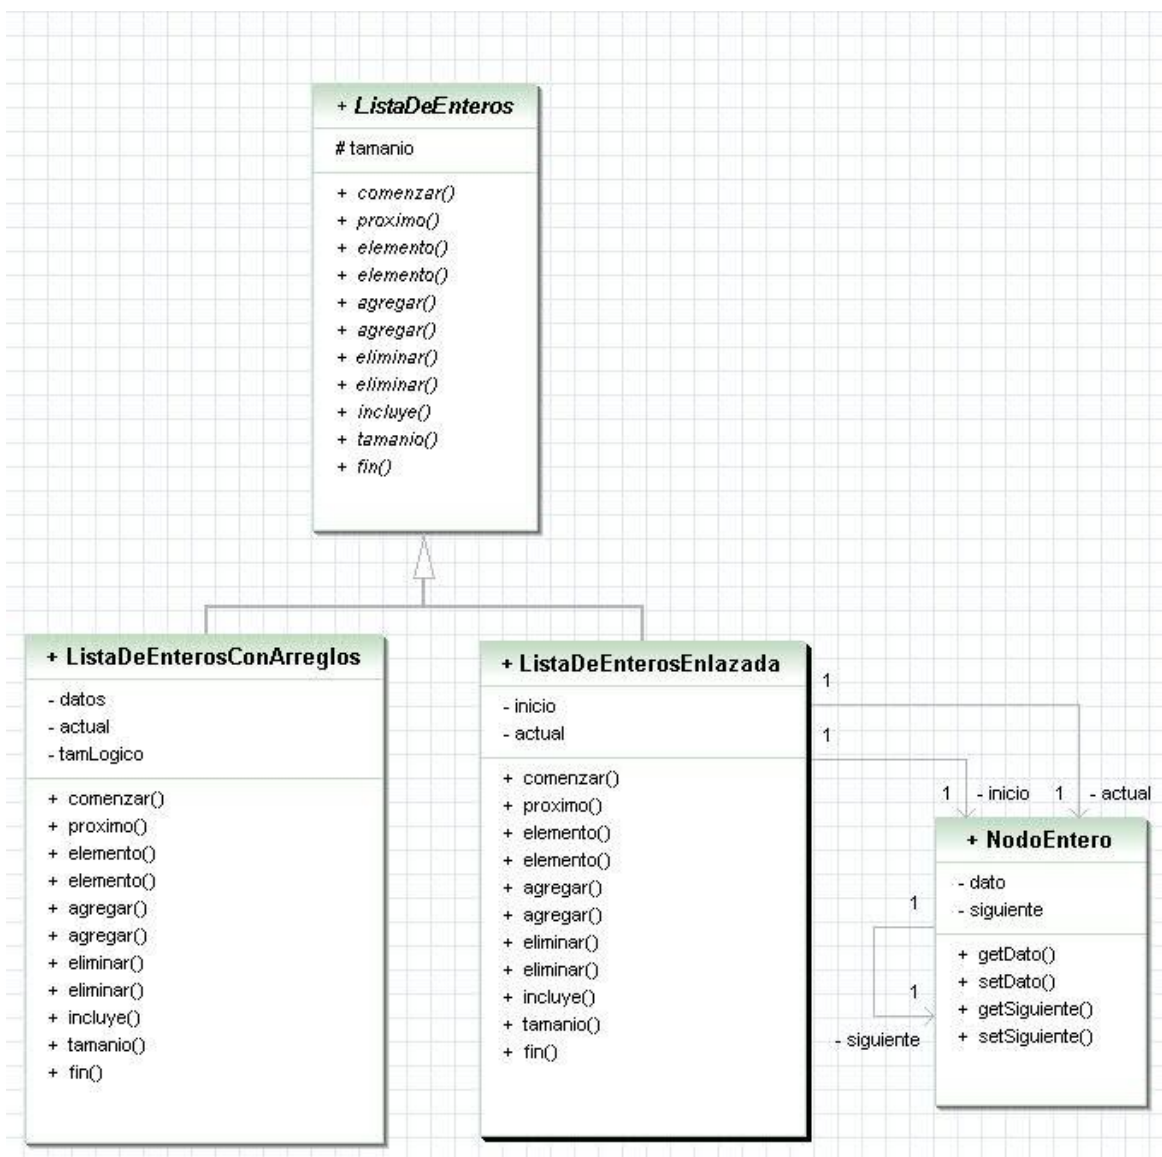 + ListaDeEnteros
# tamanio
+ comenzar()
+ proximo()
+ elemento()
+ elemento()
+ agregar()
+ agregar()
+ eliminar()
+ eliminar()
+ incluye()
+ tamanio()
+ fin()
+ ListaDeEnterosConArreglos
- datos
- actual
- tamLogico
+ comenzar()
+ proximo()
+ elemento()
+ elemento()
+ agregar()
+ agregar()
+ eliminar()
+ eliminar()
+ incluye()
+ tamanio()
+ fin()
+ ListaDeEnterosEnlazada
- inicio
- actual
+ comenzar()
+ proximo()
+ elemento()
+ elemento()
+ agregar()
+ agregar()
+ eliminar()
+ eliminar()
+ incluye()
+ tamanio()
+ fin()
1
1
1 - inicio
1 - actual
+ NodoEntero
- dato
- siguiente
+ getDato()
+ setDato()
+ getSiguiente()
+ setSiguiente()
1
1
- siguiente